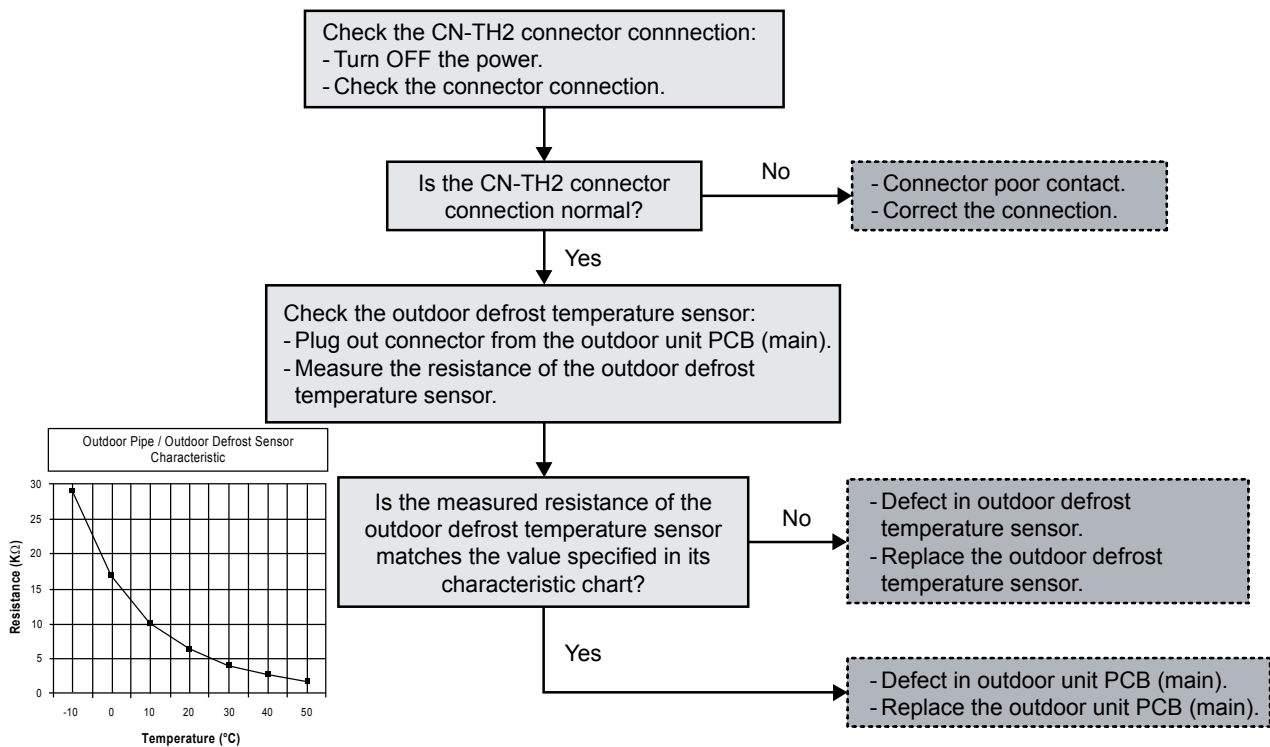 Check the CN-TH2 connector connnection:
- Turn OFF the power.
- Check the connector connection.
Is the CN-TH2 connector
connection normal?
No
- Connector poor contact.
- Correct the connection.
Yes
Check the outdoor defrost temperature sensor:
- Plug out connector from the outdoor unit PCB (main).
- Measure the resistance of the outdoor defrost
temperature sensor.
Outdoor Pipe / Outdoor Defrost Sensor
Characteristic
30
25
20
15
10
5
0
Resistance (KΩ)
-10 0 10 20 30 40 50
Temperature (°C)
Is the measured resistance of the
outdoor defrost temperature sensor
matches the value specified in its
characteristic chart?
No
- Defect in outdoor defrost
temperature sensor.
- Replace the outdoor defrost
temperature sensor.
Yes
- Defect in outdoor unit PCB (main).
- Replace the outdoor unit PCB (main).